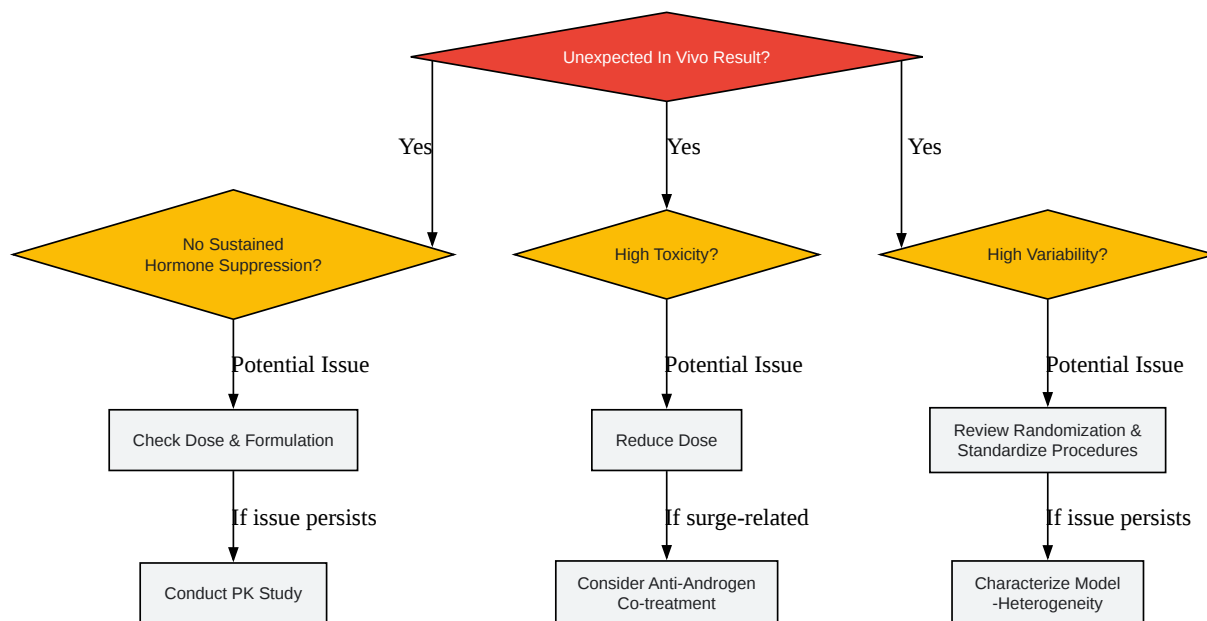 Unexpected In Vivo Result?
Yes
Yes
Yes
No Sustained
Hormone Suppression?
High Toxicity?
High Variability?
Potential Issue
Potential Issue
Potential Issue
Check Dose & Formulation
Reduce Dose
Review Randomization &
Standardize Procedures
If issue persists
If surge-related
If issue persists
Conduct PK Study
Consider Anti-Androgen
Co-treatment
Characterize Model
-Heterogeneity